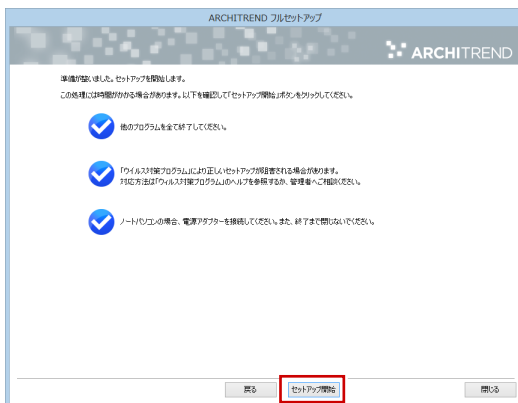 ARCHITREND フルセットアップ
ARCHITREND
準備が整いました。セットアップを開始します。
この処理には時間がかかる場合があります。以下を確認して「セットアップ開始」ボタンをクリックしてください。
他のプログラムを全て終了してください。
「ウイルス対策プログラム」により正しいセットアップが阻害される場合があります。
対応方法は「ウィルス対策プログラム」のヘルプを参照するか、管理者へご相談ください。
ノートパソコンの場合、電源アダプターを接続してください。また、終了まで閉じないでください。
戻る
セットアップ開始
閉じる